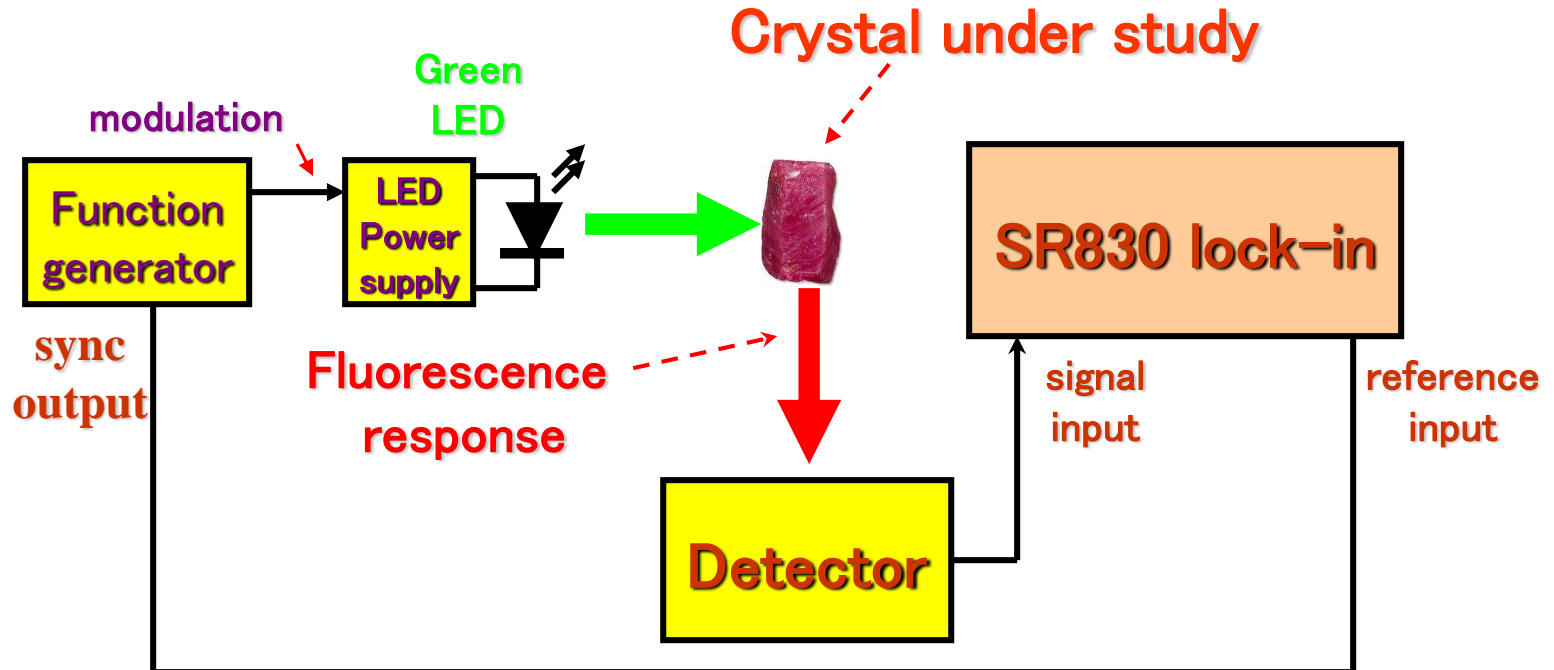 Crystal under study
Green
LED
modulation
Function
generator
LED
Power
supply
SR830 lock-in
sync
output
Fluorescence
response
signal
input
reference
input
Detector